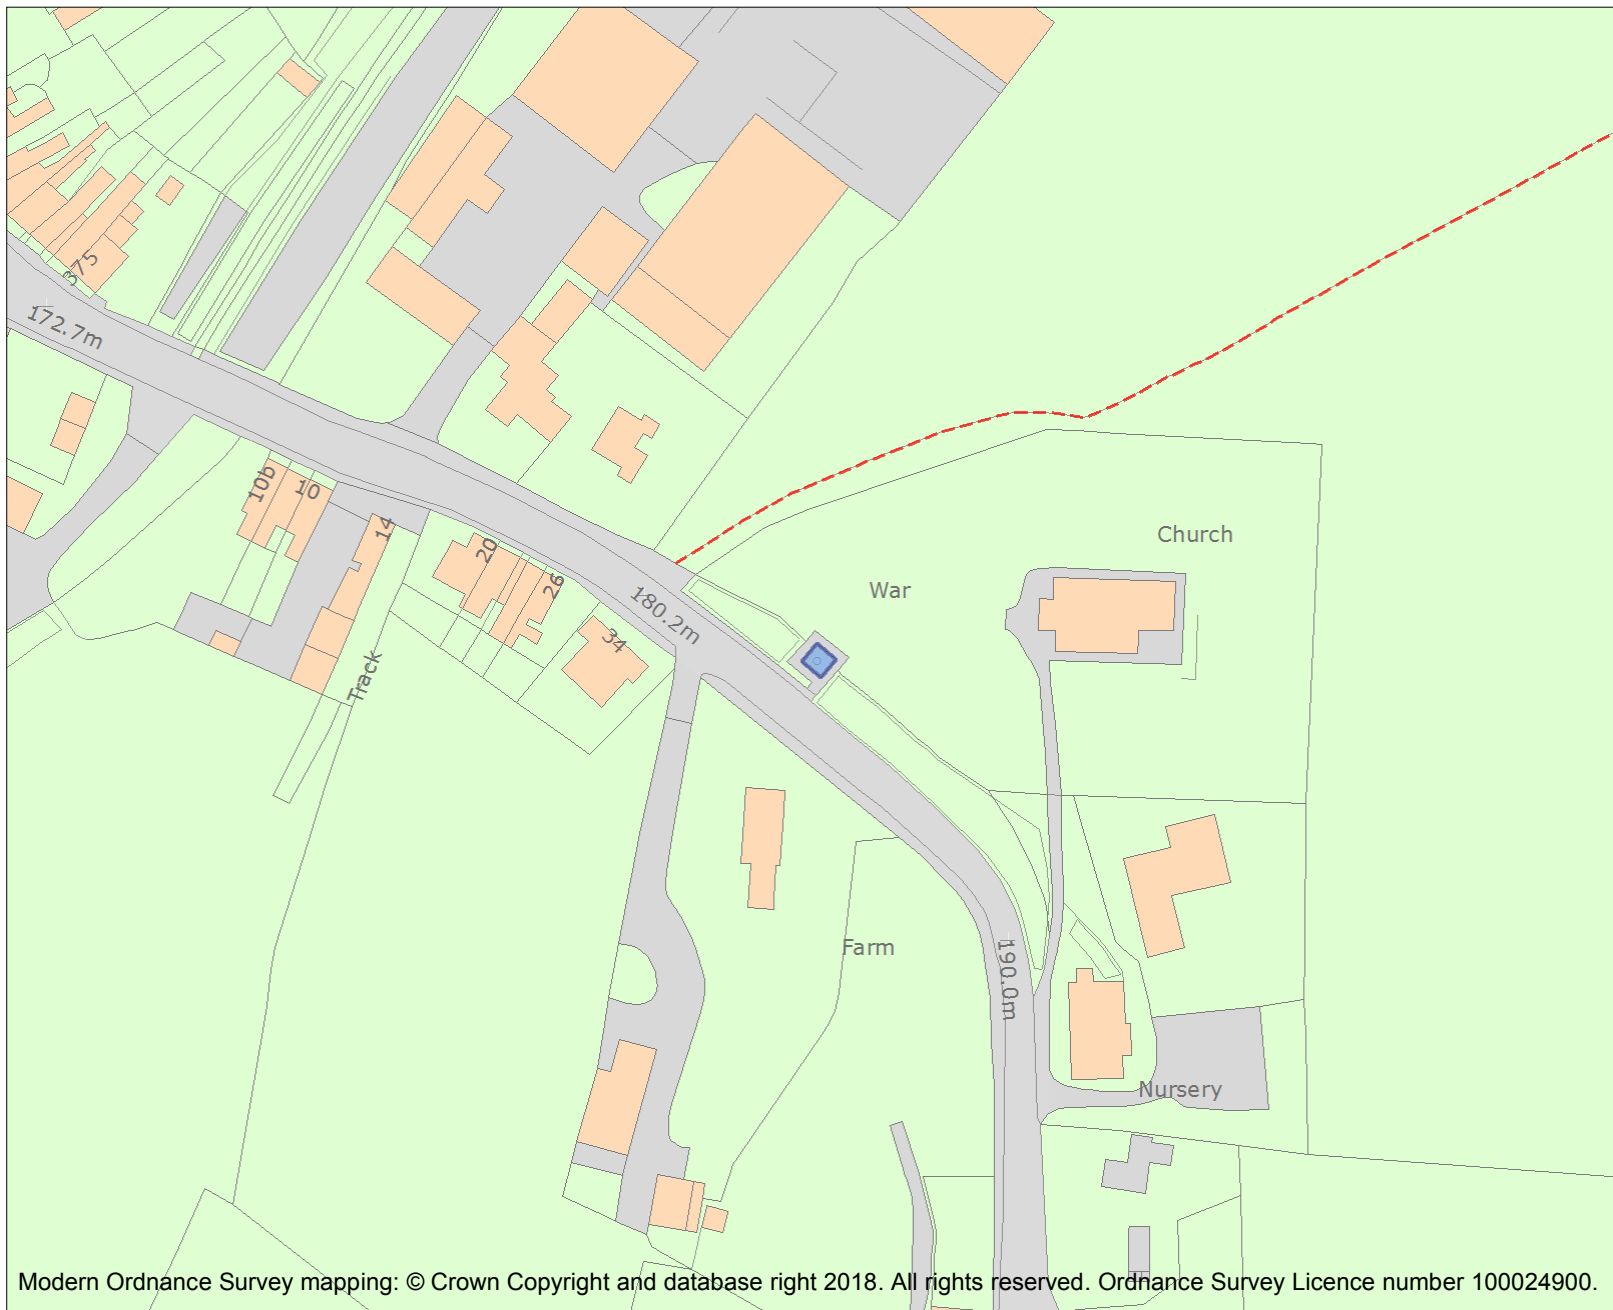 375
172.7m
10b
10
14
20
26
Church
War
180.2m
34
Track
Farm
190.0m
Nursery
Modern Ordnance Survey mapping: © Crown Copyright and database right 2018. All rights reserved. Ordnance Survey Licence number 100024900.